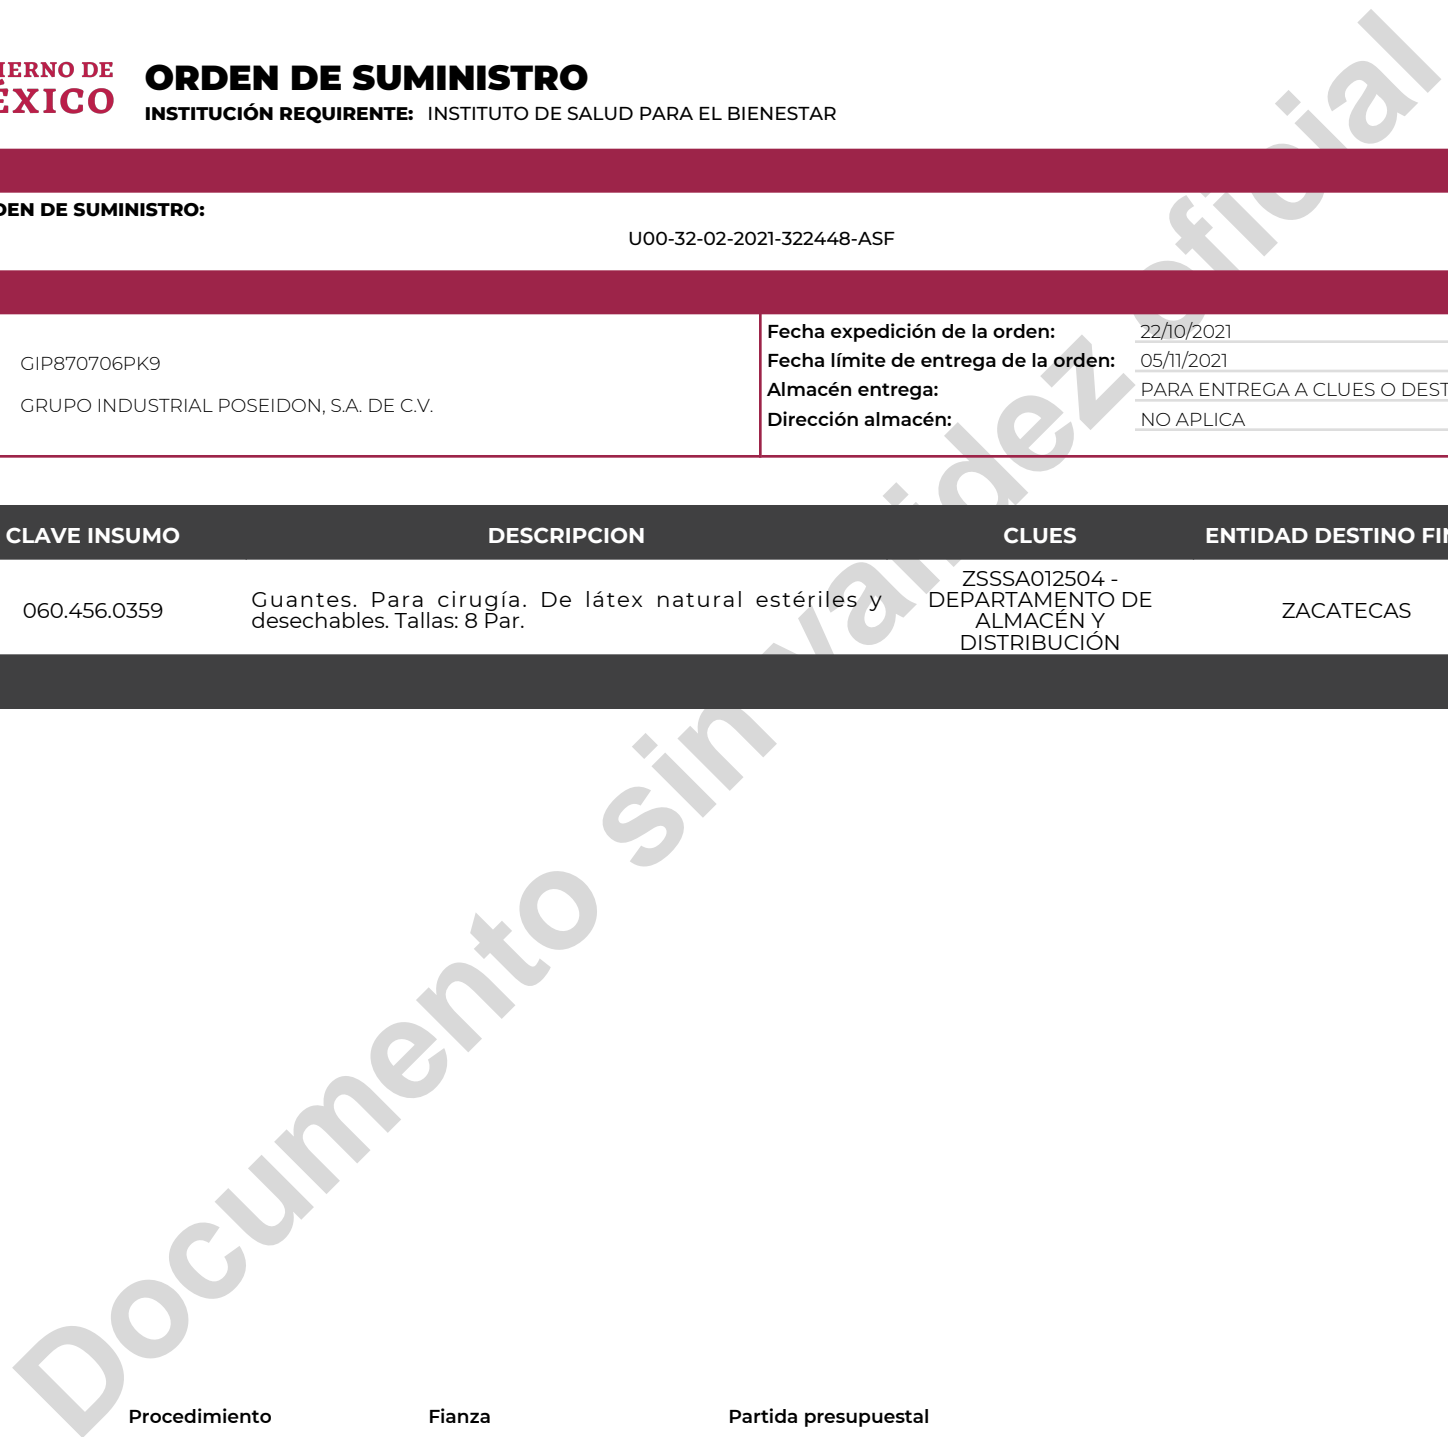 IERNO DE
ÉXICO
ORDEN DE SUMINISTRO
INSTITUCIÓN REQUIRENTE: INSTITUTO DE SALUD PARA EL BIENESTAR
DEN DE SUMINISTRO:
U00-32-02-2021-322448-ASF
GIP870706PK9
GRUPO INDUSTRIAL POSEIDON, S.A. DE C.V.
Fecha expedición de la orden: 22/10/2021
Fecha límite de entrega de la orden: 05/11/2021
Almacén entrega: PARA ENTREGA A CLUES O DEST
Dirección almacén: NO APLICA
CLAVE INSUMO DESCRIPCION CLUES ENTIDAD DESTINO FIN
060.456.0359
Guantes. Para cirugía. De látex natural estériles y
desechables. Tallas: 8 Par.
ZSSSA012504 -
DEPARTAMENTO DE
ALMACÉN Y
DISTRIBUCIÓN
ZACATECAS
Documento sin validez oficial
Procedimiento Fianza Partida presupuestal